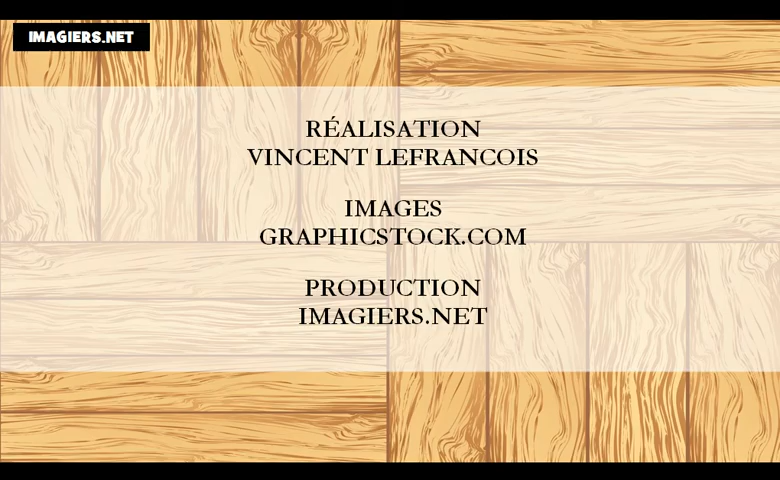 IMAGIERS.NET
RÉALISATION
VINCENT LEFRANCOIS
IMAGES
GRAPHICSTOCK.COM
PRODUCTION
IMAGIERS.NET